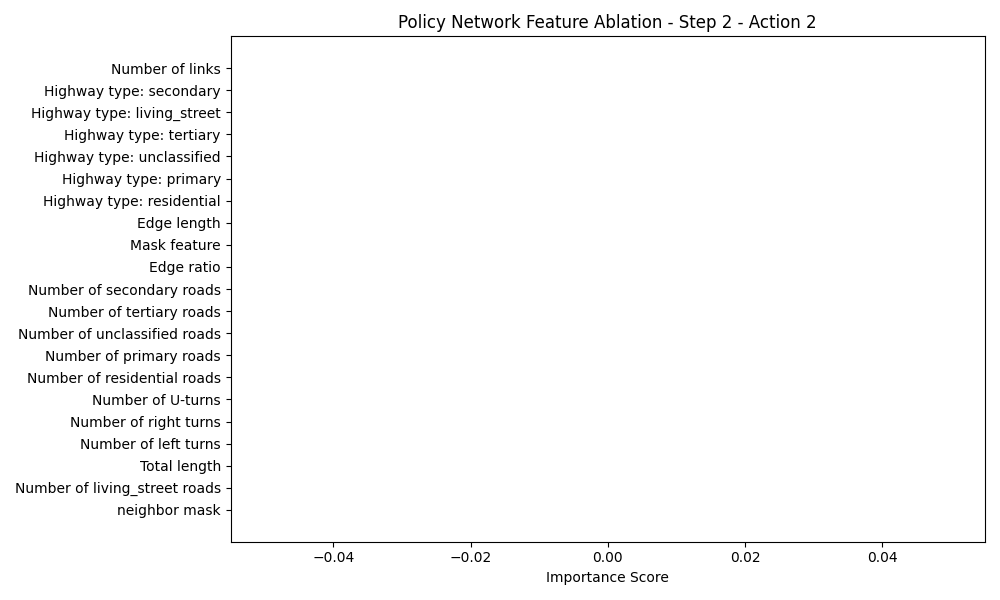 Policy Network Feature Ablation - Step 2 - Action 2
Number of links
Highway type: secondary
Highway type: living_street
Highway type: tertiary
Highway type: unclassified
Highway type: primary
Highway type: residential
Edge length
Mask feature
Edge ratio
Number of secondary roads
Number of tertiary roads
Number of unclassified roads
Number of primary roads
Number of residential roads
Number of U-turns
Number of right turns
Number of left turns
Total length
Number of living_street roads
neighbor mask
−0.04 −0.02 0.00 0.02 0.04
Importance Score